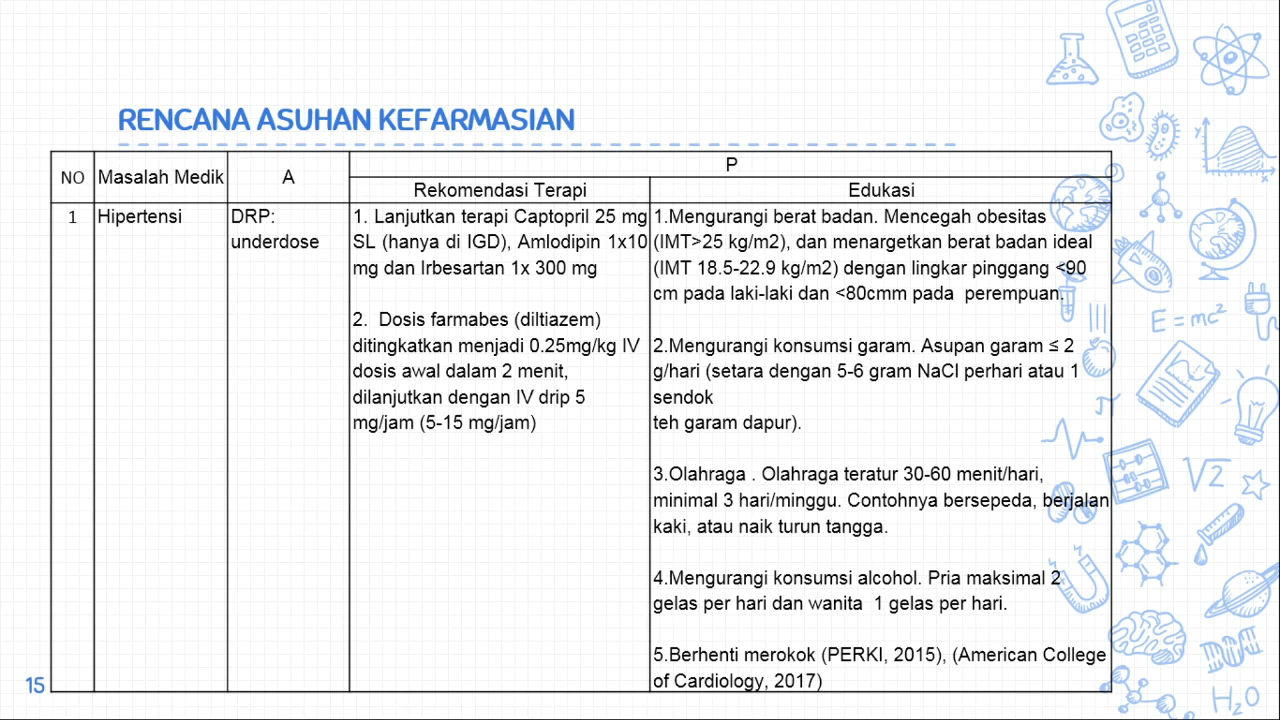 RENCANA ASUHAN KEFARMASIAN
NO
Masalah Medik
A
P
Rekomendasi Terapi
Edukasi
1
Hipertensi
DRP:
underdose
1. Lanjutkan terapi Captopril 25 mg
SL (hanya di IGD), Amlodipin 1x10
mg dan Irbesartan 1x 300 mg
2. Dosis farmabes (diltiazem)
ditingkatkan menjadi 0.25mg/kg IV
dosis awal dalam 2 menit,
dilanjutkan dengan IV drip 5
mg/jam (5-15 mg/jam)
1.Mengurangi berat badan. Mencegah obesitas
(IMT>25 kg/m2), dan menargetkan berat badan ideal
(IMT 18.5-22.9 kg/m2) dengan lingkar pinggang <90
cm pada laki-laki dan <80cmm pada perempuan.
2.Mengurangi konsumsi garam. Asupan garam ≤ 2
g/hari (setara dengan 5-6 gram NaCl perhari atau 1
sendok
teh garam dapur).
3.Olahraga . Olahraga teratur 30-60 menit/hari,
minimal 3 hari/minggu. Contohnya bersepeda, berjalan
kaki, atau naik turun tangga.
4.Mengurangi konsumsi alcohol. Pria maksimal 2
gelas per hari dan wanita 1 gelas per hari.
5.Berhenti merokok (PERKI, 2015), (American College
of Cardiology, 2017)
15
y
x
E=mc²
√2
H₂O